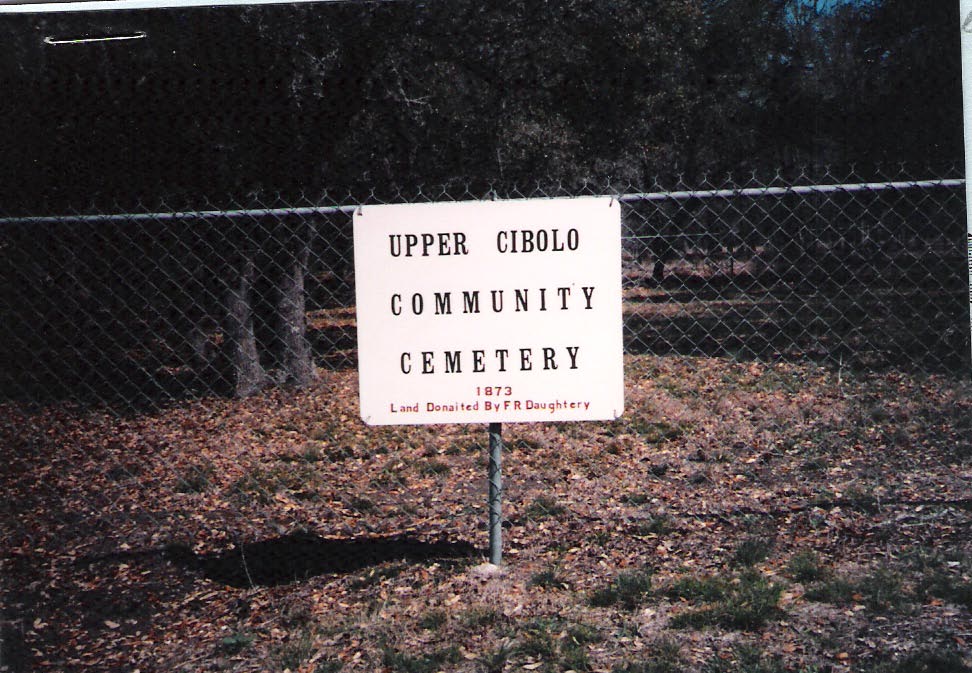 UPPER CIBOLO
COMMUNITY
CEMETERY
1873
Land Donaited By F R Daughtery